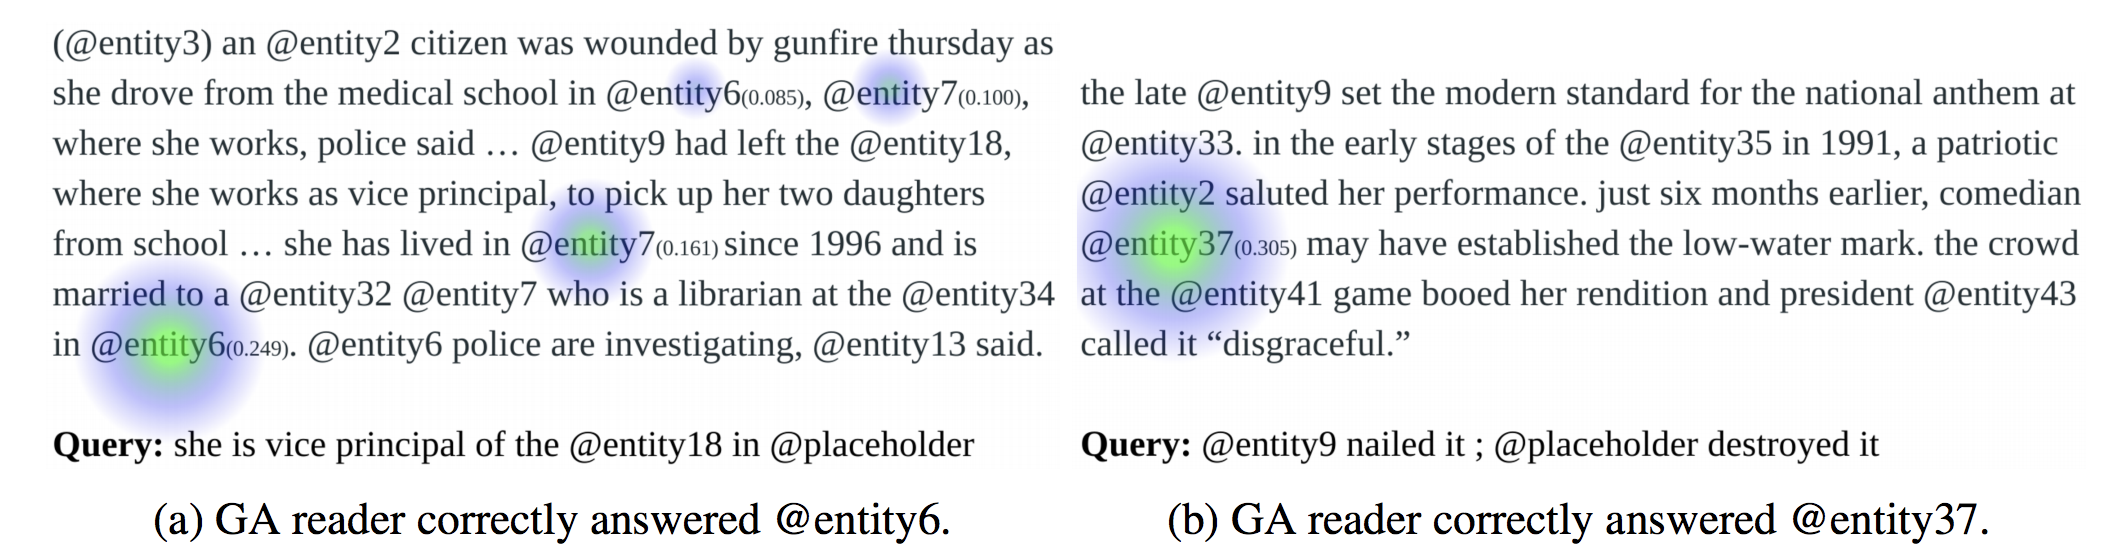 (@entity3) an @entity2 citizen was wounded by gunfire thursday as
she drove from the medical school in @entity6(0.085), @entity7(0.100),
where she works, police said … @entity9 had left the @entity18,
where she works as vice principal, to pick up her two daughters
from school … she has lived in @entity7(0.161) since 1996 and is
married to a @entity32 @entity7 who is a librarian at the @entity34
in @entity6(0.249). @entity6 police are investigating, @entity13 said.
Query: she is vice principal of the @entity18 in @placeholder
(a) GA reader correctly answered @entity6.
the late @entity9 set the modern standard for the national anthem at
@entity33. in the early stages of the @entity35 in 1991, a patriotic
@entity2 saluted her performance. just six months earlier, comedian
@entity37(0.305) may have established the low-water mark. the crowd
at the @entity41 game booed her rendition and president @entity43
called it “disgraceful.”
Query: @entity9 nailed it ; @placeholder destroyed it
(b) GA reader correctly answered @entity37.